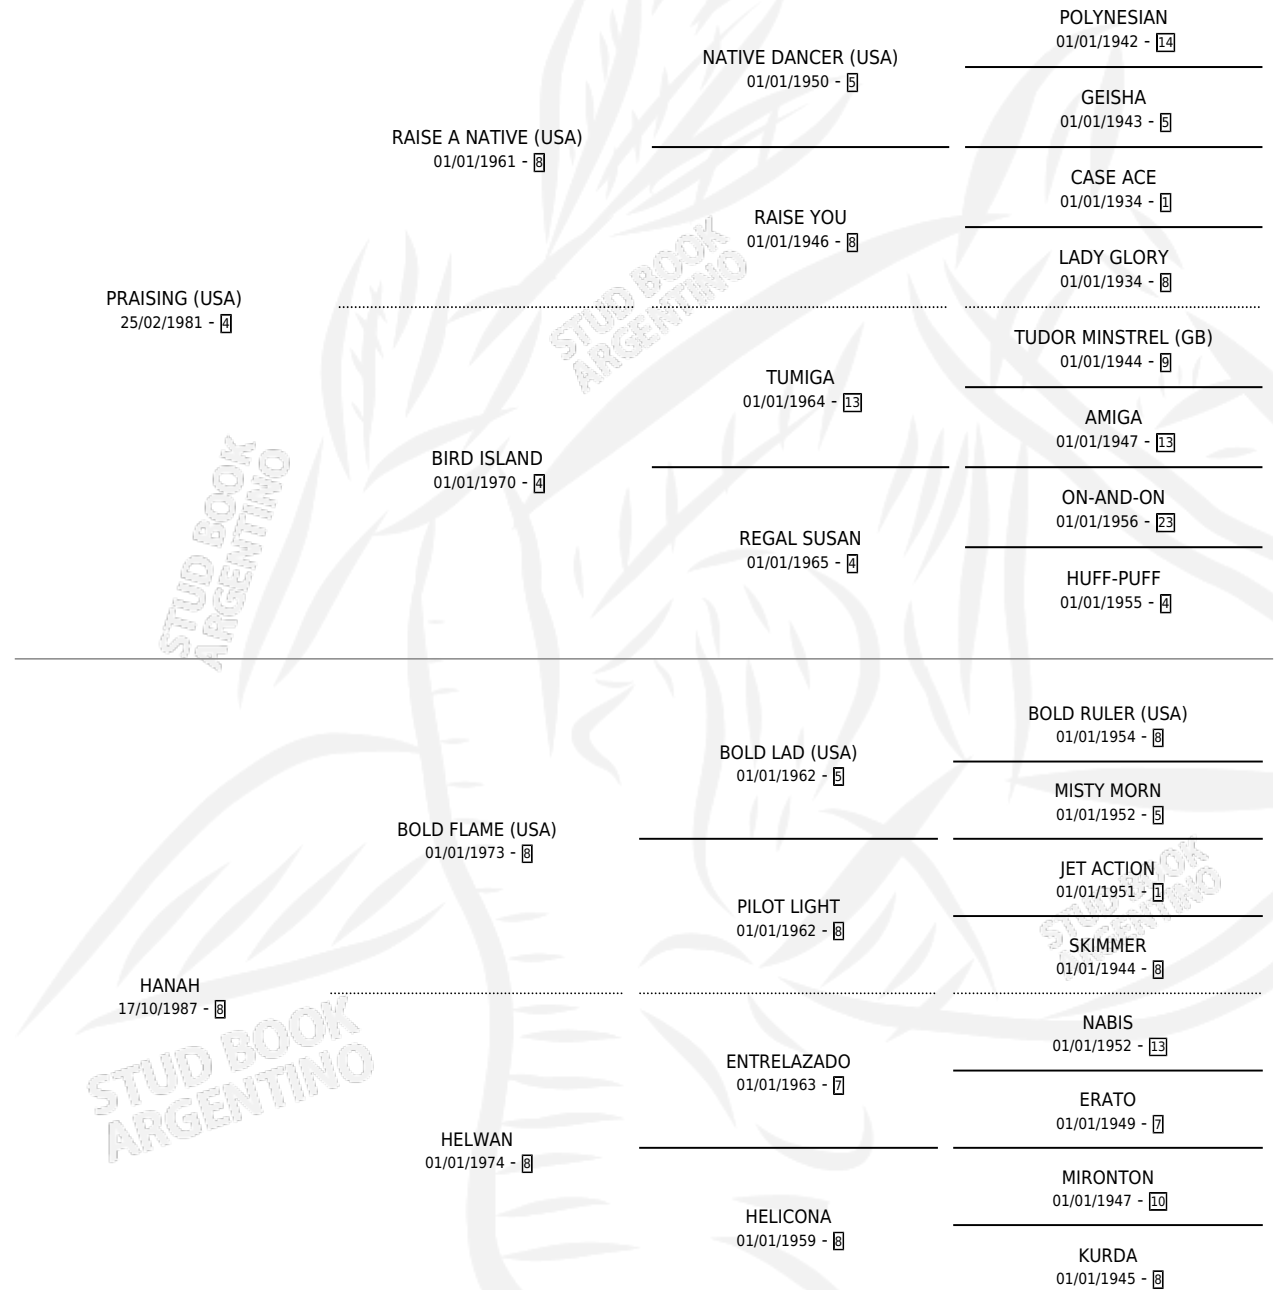 POLYNESIAN
01/01/1942 - 14
NATIVE DANCER (USA)
01/01/1950 - 5
GEISHA
01/01/1943 - 5
RAISE A NATIVE (USA)
01/01/1961 - 8
CASE ACE
01/01/1934 - 1
RAISE YOU
01/01/1946 - 8
LADY GLORY
01/01/1934 - 8
PRAISING (USA)
25/02/1981 - 4
STUD BOOK
ARGENTINO
TUDOR MINSTREL (GB)
01/01/1944 - 9
TUMIGA
01/01/1964 - 13
AMIGA
01/01/1947 - 13
BIRD ISLAND
01/01/1970 - 4
ON-AND-ON
01/01/1956 - 23
REGAL SUSAN
01/01/1965 - 4
HUFF-PUFF
01/01/1955 - 4
STUD BOOK
ARGENTINO
BOLD RULER (USA)
01/01/1954 - 8
BOLD LAD (USA)
01/01/1962 - 5
MISTY MORN
01/01/1952 - 5
BOLD FLAME (USA)
01/01/1973 - 8
JET ACTION
01/01/1951 - 1
PILOT LIGHT
01/01/1962 - 8
SKIMMER
01/01/1944 - 8
STUD BOOK
ARGENTINO
HANAH
17/10/1987 - 8
NABIS
01/01/1952 - 13
ENTRELAZADO
01/01/1963 - 7
ERATO
01/01/1949 - 7
STUD BOOK
ARGENTINO
HELWAN
01/01/1974 - 8
MIRONTON
01/01/1947 - 10
HELICONA
01/01/1959 - 8
KURDA
01/01/1945 - 8